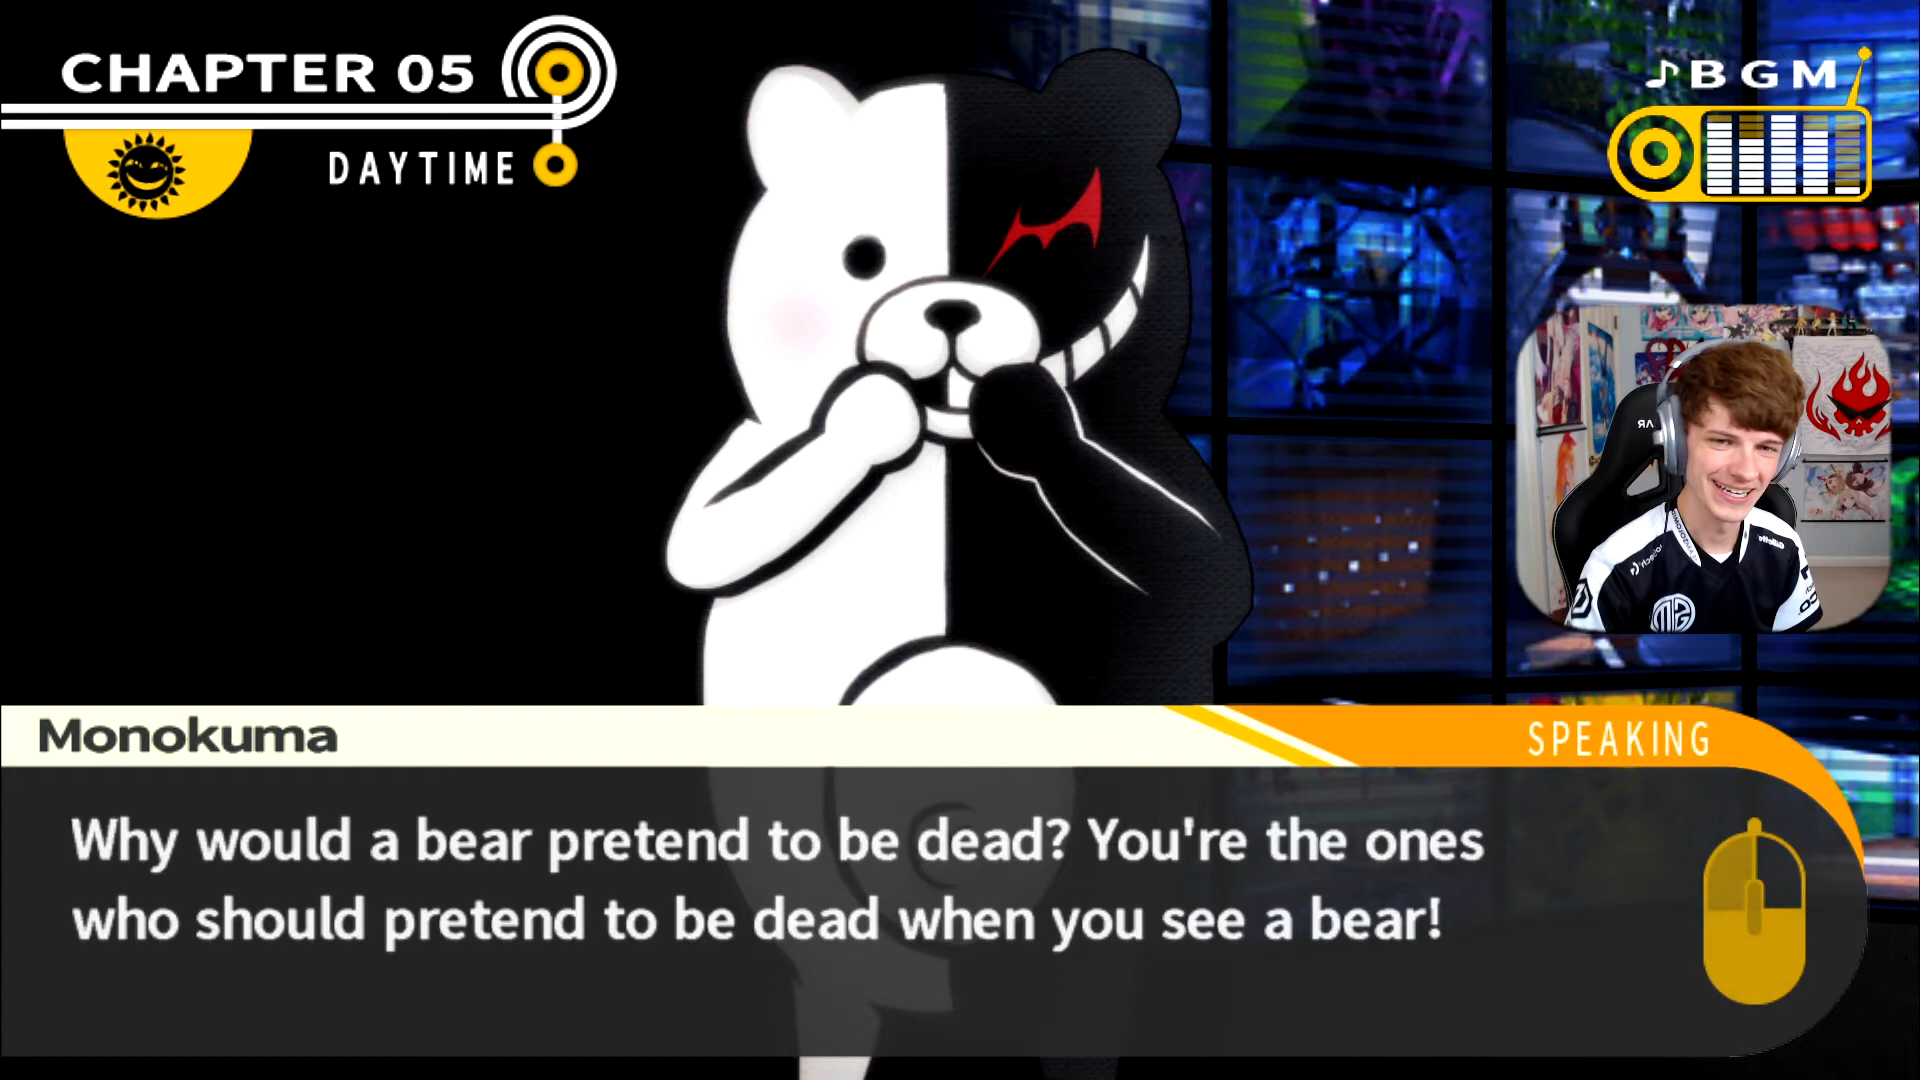 CHAPTER 05
♪BGM
DAYTIME
Monokuma
SPEAKING
Why would a bear pretend to be dead? You're the ones
who should pretend to be dead when you see a bear!